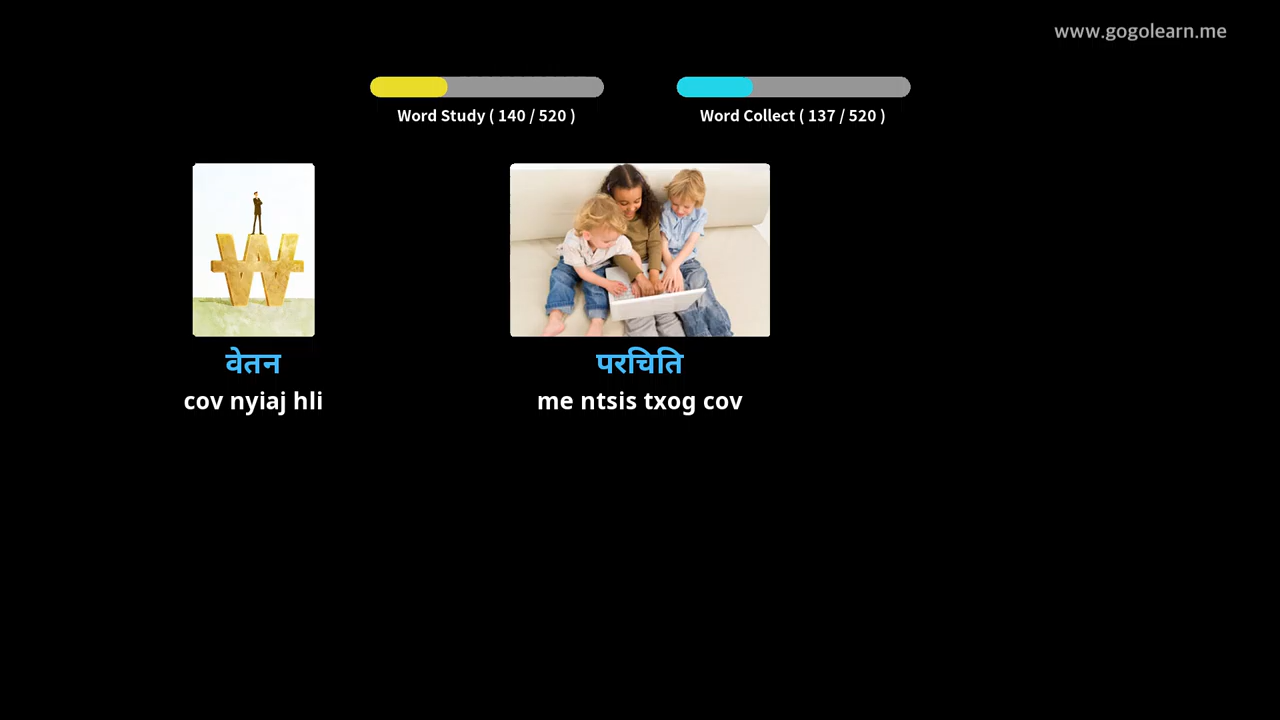 www.gogolearn.me
Word Study ( 140 / 520 )
Word Collect ( 137 / 520 )
वेतन
परचिति
cov nyiaj hli
me ntsis txog cov